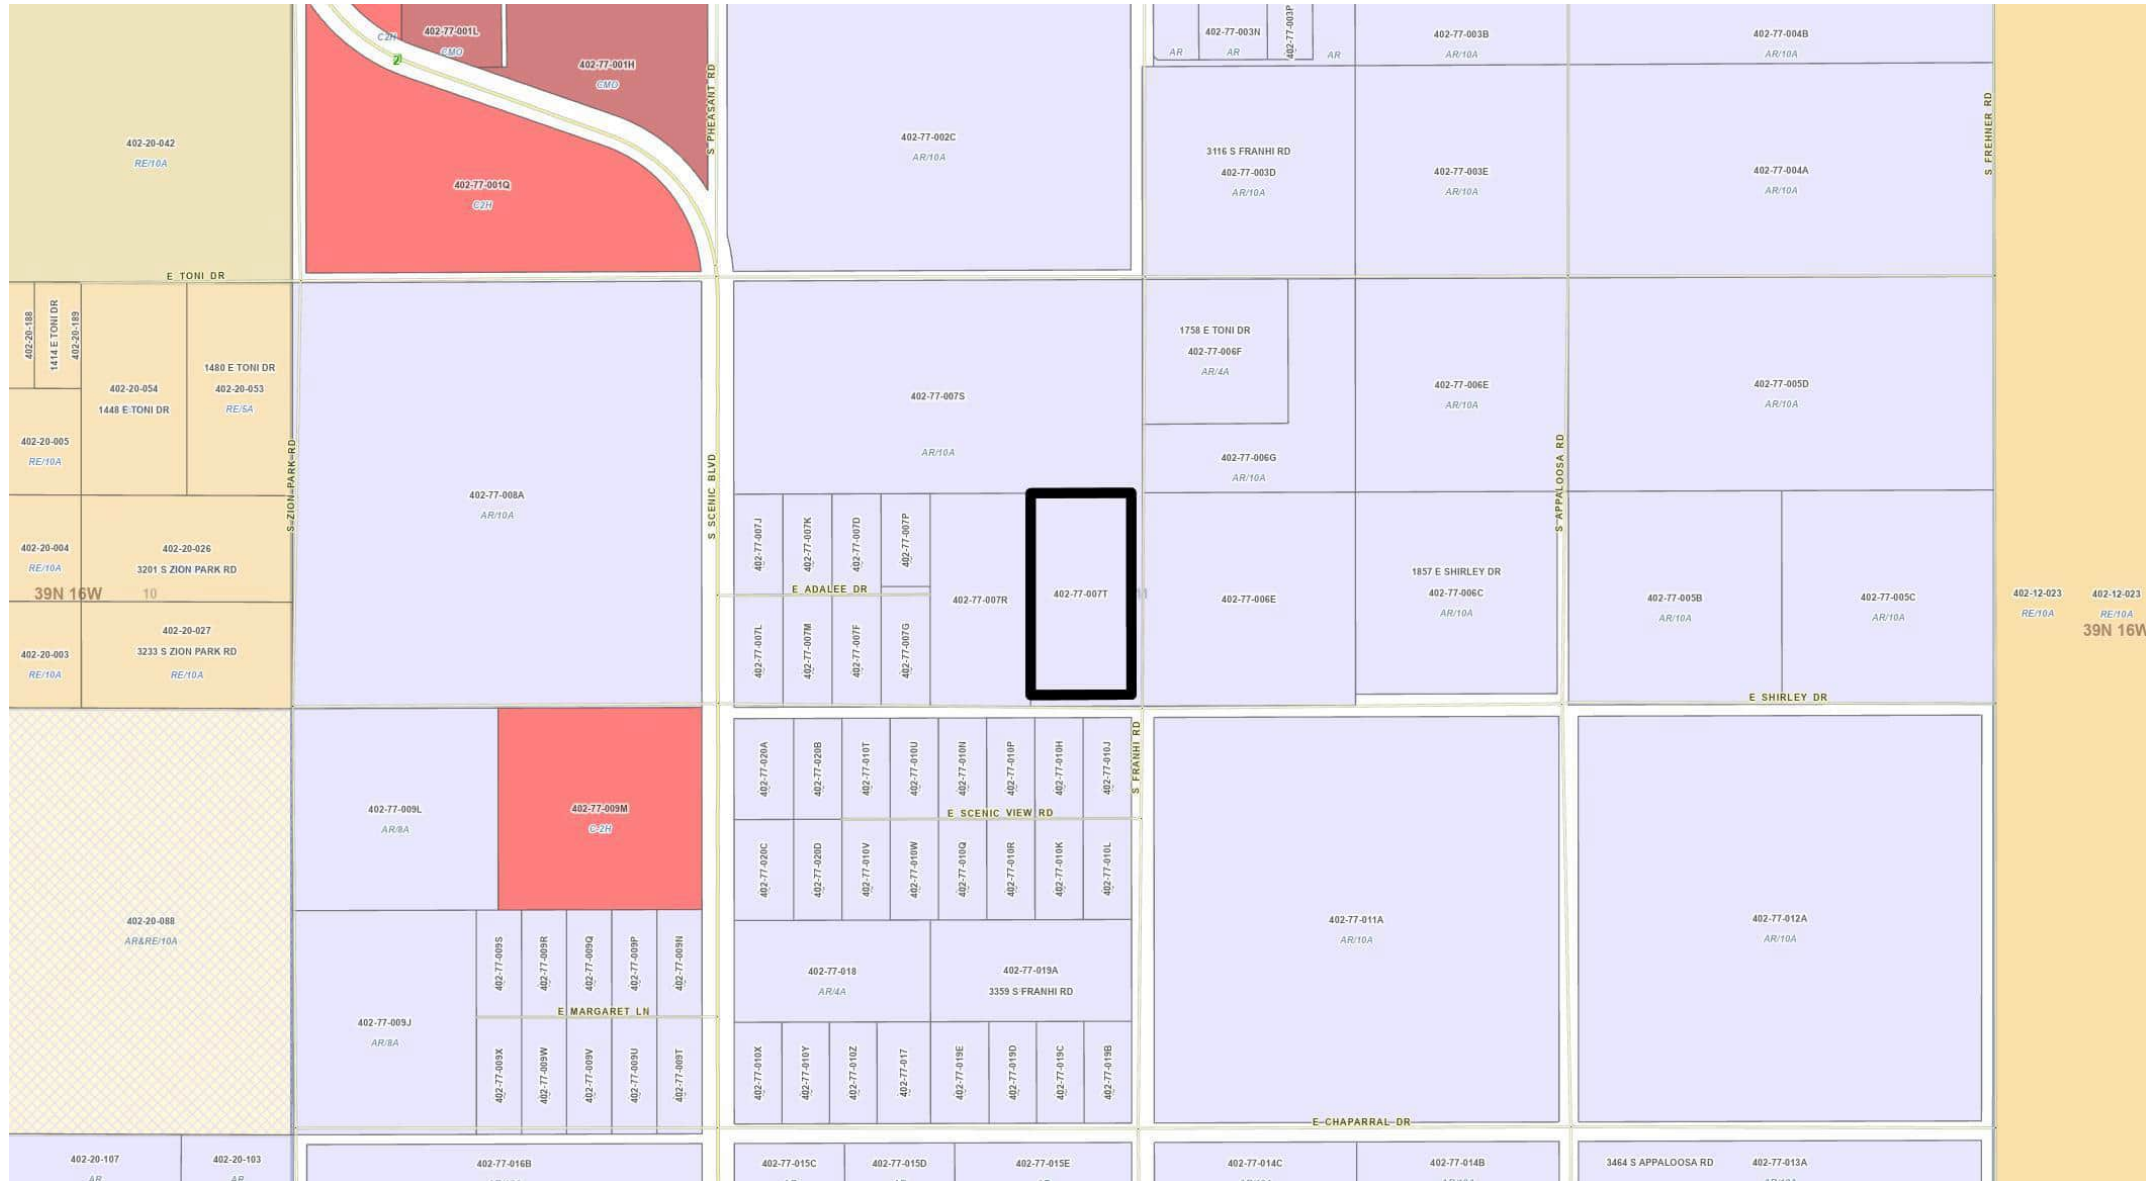 402-77-001L
C2H
CMO
402-77-001H
CMO
2
S PHEASANT RD
402-77-003N
AR
AR
402-77-003P
AR
402-77-003B
AR/10A
402-77-004B
AR/10A
402-20-042
RE/10A
402-77-001Q
C2H
402-77-002C
AR/10A
3116 S FRANHI RD
402-77-003D
AR/10A
402-77-003E
AR/10A
402-77-004A
AR/10A
S FREHNER RD
E TONI DR
402-20-188
1414 E TONI DR
402-20-189
402-20-054
1448 E TONI DR
1480 E TONI DR
402-20-053
RE/5A
402-20-005
RE/10A
S ZION PARK RD
402-77-008A
AR/10A
S SCENIC BLVD
402-77-007S
AR/10A
1758 E TONI DR
402-77-006F
AR/4A
402-77-006G
AR/10A
402-77-006E
AR/10A
S APPALOOSA RD
402-77-005D
AR/10A
402-20-004
RE/10A
402-20-026
3201 S ZION PARK RD
39N 16W
10
402-20-003
RE/10A
402-20-027
3233 S ZION PARK RD
RE/10A
402-77-007J
402-77-007K
402-77-007D
402-77-007P
E ADALEE DR
402-77-007L
402-77-007M
402-77-007F
402-77-007G
402-77-007R
402-77-007T
11
402-77-006E
1857 E SHIRLEY DR
402-77-006C
AR/10A
402-77-005B
AR/10A
402-77-005C
AR/10A
402-12-023
RE/10A
402-12-023
RE/10A
39N 16W
E SHIRLEY DR
402-77-009L
AR/8A
402-77-009M
C-2H
402-77-020A
402-77-020B
402-77-010T
402-77-010U
402-77-010N
402-77-010P
402-77-010H
402-77-010J
S FRANHI RD
E SCENIC VIEW RD
402-77-020C
402-77-020D
402-77-010V
402-77-010W
402-77-010Q
402-77-010R
402-77-010K
402-77-010L
402-20-088
AR&RE/10A
402-77-011A
AR/10A
402-77-012A
AR/10A
402-77-009J
AR/8A
402-77-009S
402-77-009R
402-77-009Q
402-77-009P
402-77-009N
E MARGARET LN
402-77-009X
402-77-009W
402-77-009V
402-77-009U
402-77-009T
402-77-018
AR/4A
402-77-019A
3359 S FRANHI RD
402-77-010X
402-77-010Y
402-77-010Z
402-77-017
402-77-019E
402-77-019D
402-77-019C
402-77-019B
E CHAPARRAL DR
402-20-107
AR
402-20-103
AR
402-77-016B
402-77-015C
402-77-015D
402-77-015E
402-77-014C
402-77-014B
3464 S APPALOOSA RD
402-77-013A